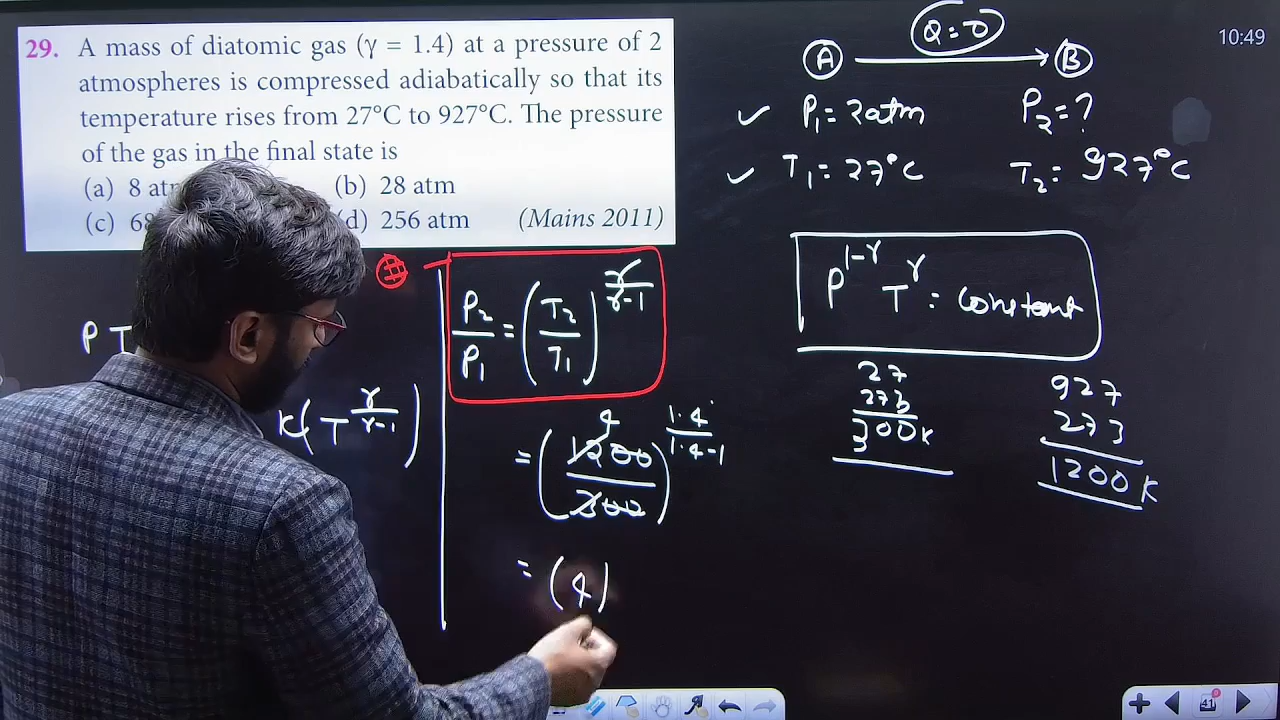 29. A mass of diatomic gas (γ = 1.4) at a pressure of 2
atmospheres is compressed adiabatically so that its
temperature rises from 27°C to 927°C. The pressure
of the gas in the final state is
(a) 8 (b) 28 atm
(c) (d) 256 atm (Mains 2011)
10:49
Q=0
A B
P₁ = 2atm P₂ = ?
T₁ = 27°C T₂ = 927°C
P^(1-γ) T^γ = constant
P₂/P₁ = (T₂/T₁)^(γ/(γ-1))
P T
K(T^(γ/(γ-1)))
27
273
300K
927
273
1200K
4
= (1200/300)^(1.4/(1.4-1))
= (4)
41